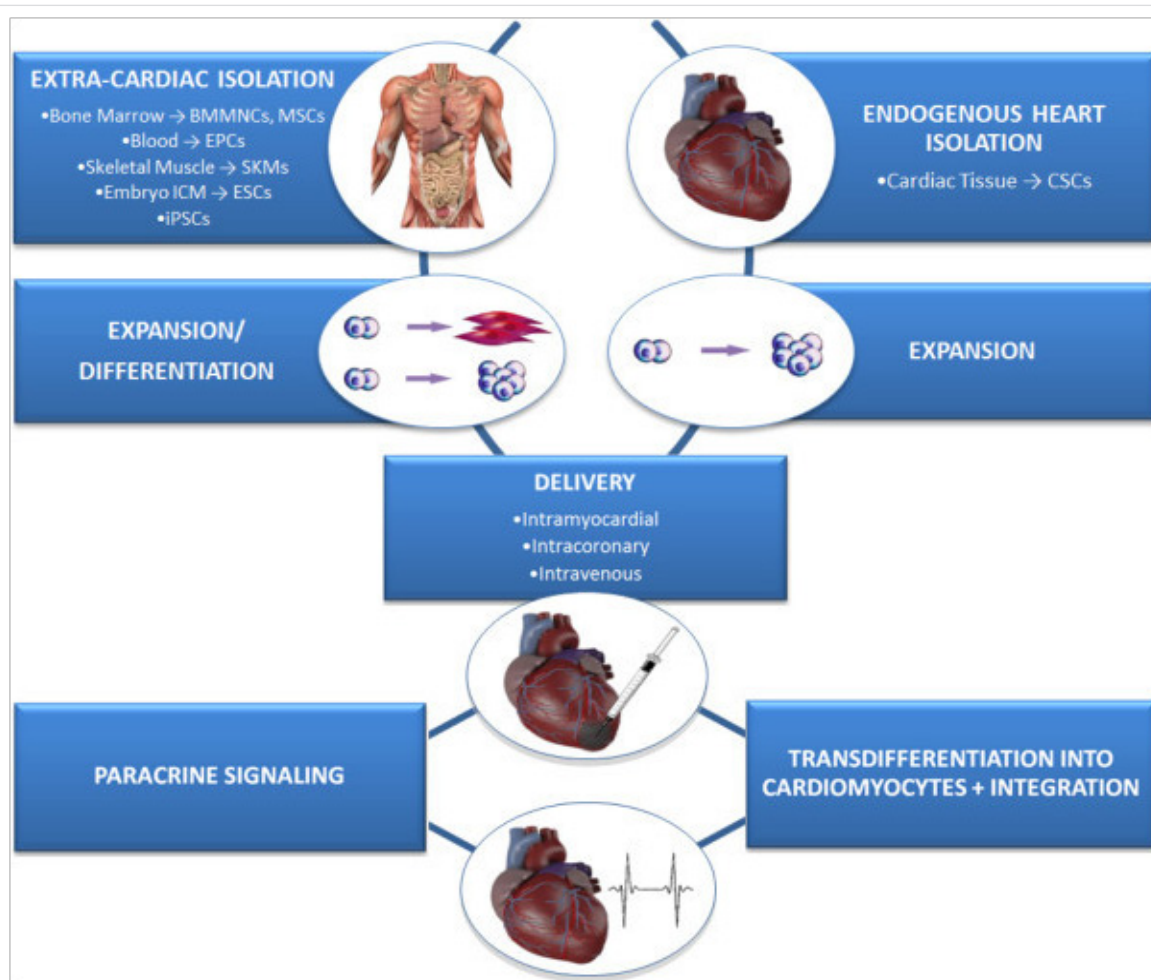 EXTRA-CARDIAC ISOLATION
•Bone Marrow → BMMNCs, MSCs
•Blood → EPCs
•Skeletal Muscle → SKMs
•Embryo ICM → ESCs
•iPSCs
ENDOGENOUS HEART
ISOLATION
•Cardiac Tissue → CSCs
EXPANSION/
DIFFERENTIATION
EXPANSION
DELIVERY
•Intramyocardial
•Intracoronary
•Intravenous
PARACRINE SIGNALING
TRANSDIFFERENTIATION INTO
CARDIOMYOCYTES + INTEGRATION